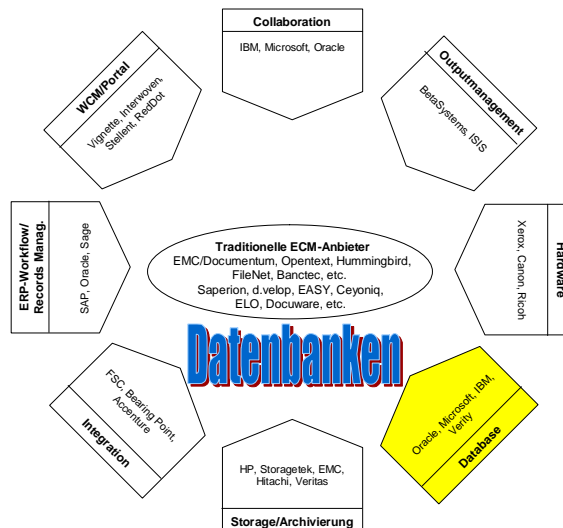 Collaboration
IBM, Microsoft, Oracle
WCM/Portal
Vignette, Interwoven,
Stellent, RedDot
Outputmanagement
BetaSystems, ISIS
ERP-Workflow/
Records Manag.
SAP, Oracle, Sage
Traditionelle ECM-Anbieter
EMC/Documentum, Opentext, Hummingbird,
FileNet, Banctec, etc.
Saperion, d.velop, EASY, Ceyoniq,
ELO, Docuware, etc.
Xerox, Canon, Ricoh
Hardware
Datenbanken
FSC, Bearing Point,
Accenture
Integration
Oracle, Microsoft, IBM,
Verity
Database
HP, Storagetek, EMC,
Hitachi, Veritas
Storage/Archivierung